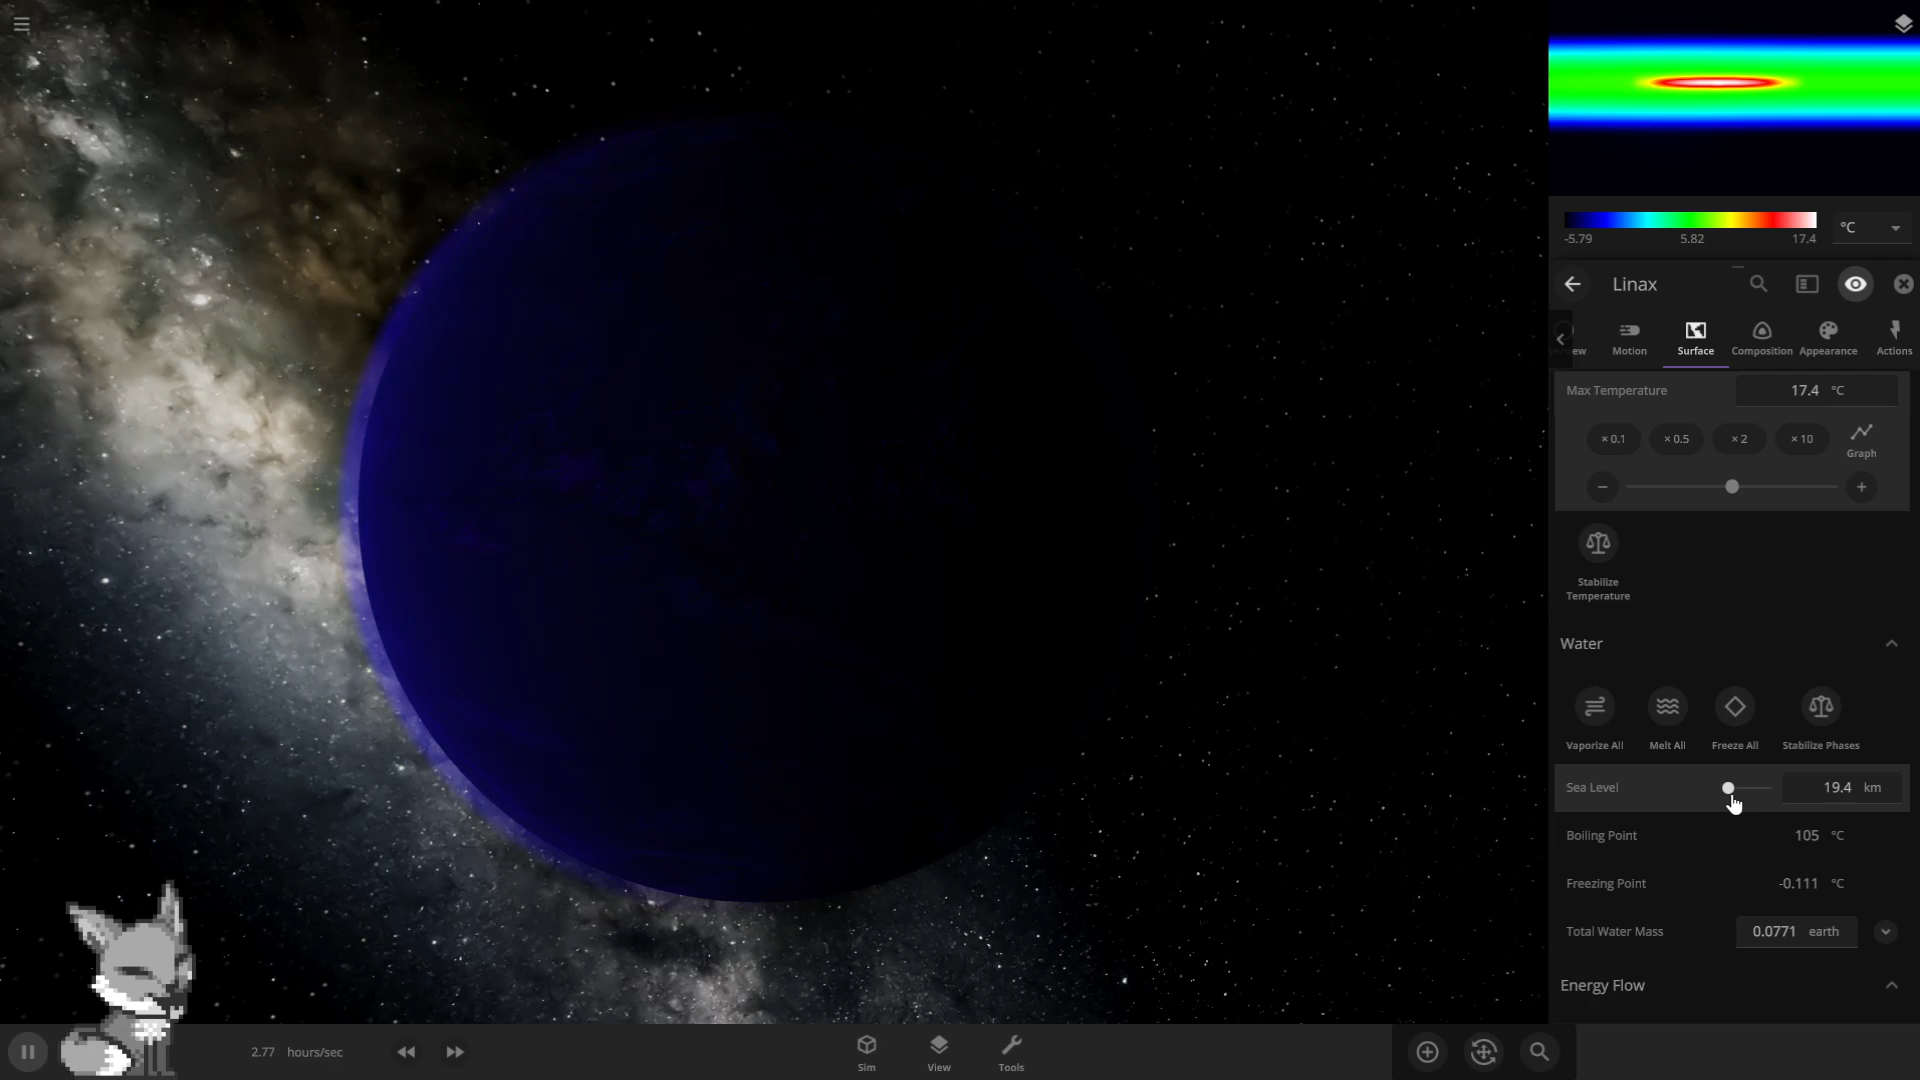 -5.79 5.82 17.4
°C
Linax
Motion Surface Composition Appearance Actions
Max Temperature 17.4 °C
× 0.1 × 0.5 × 2 × 10 Graph
Stabilize
Temperature
Water
Vaporize All Melt All Freeze All Stabilize Phases
Sea Level 19.4 km
Boiling Point 105 °C
Freezing Point -0.111 °C
Total Water Mass 0.0771 earth
Energy Flow
2.77 hours/sec
Sim View Tools